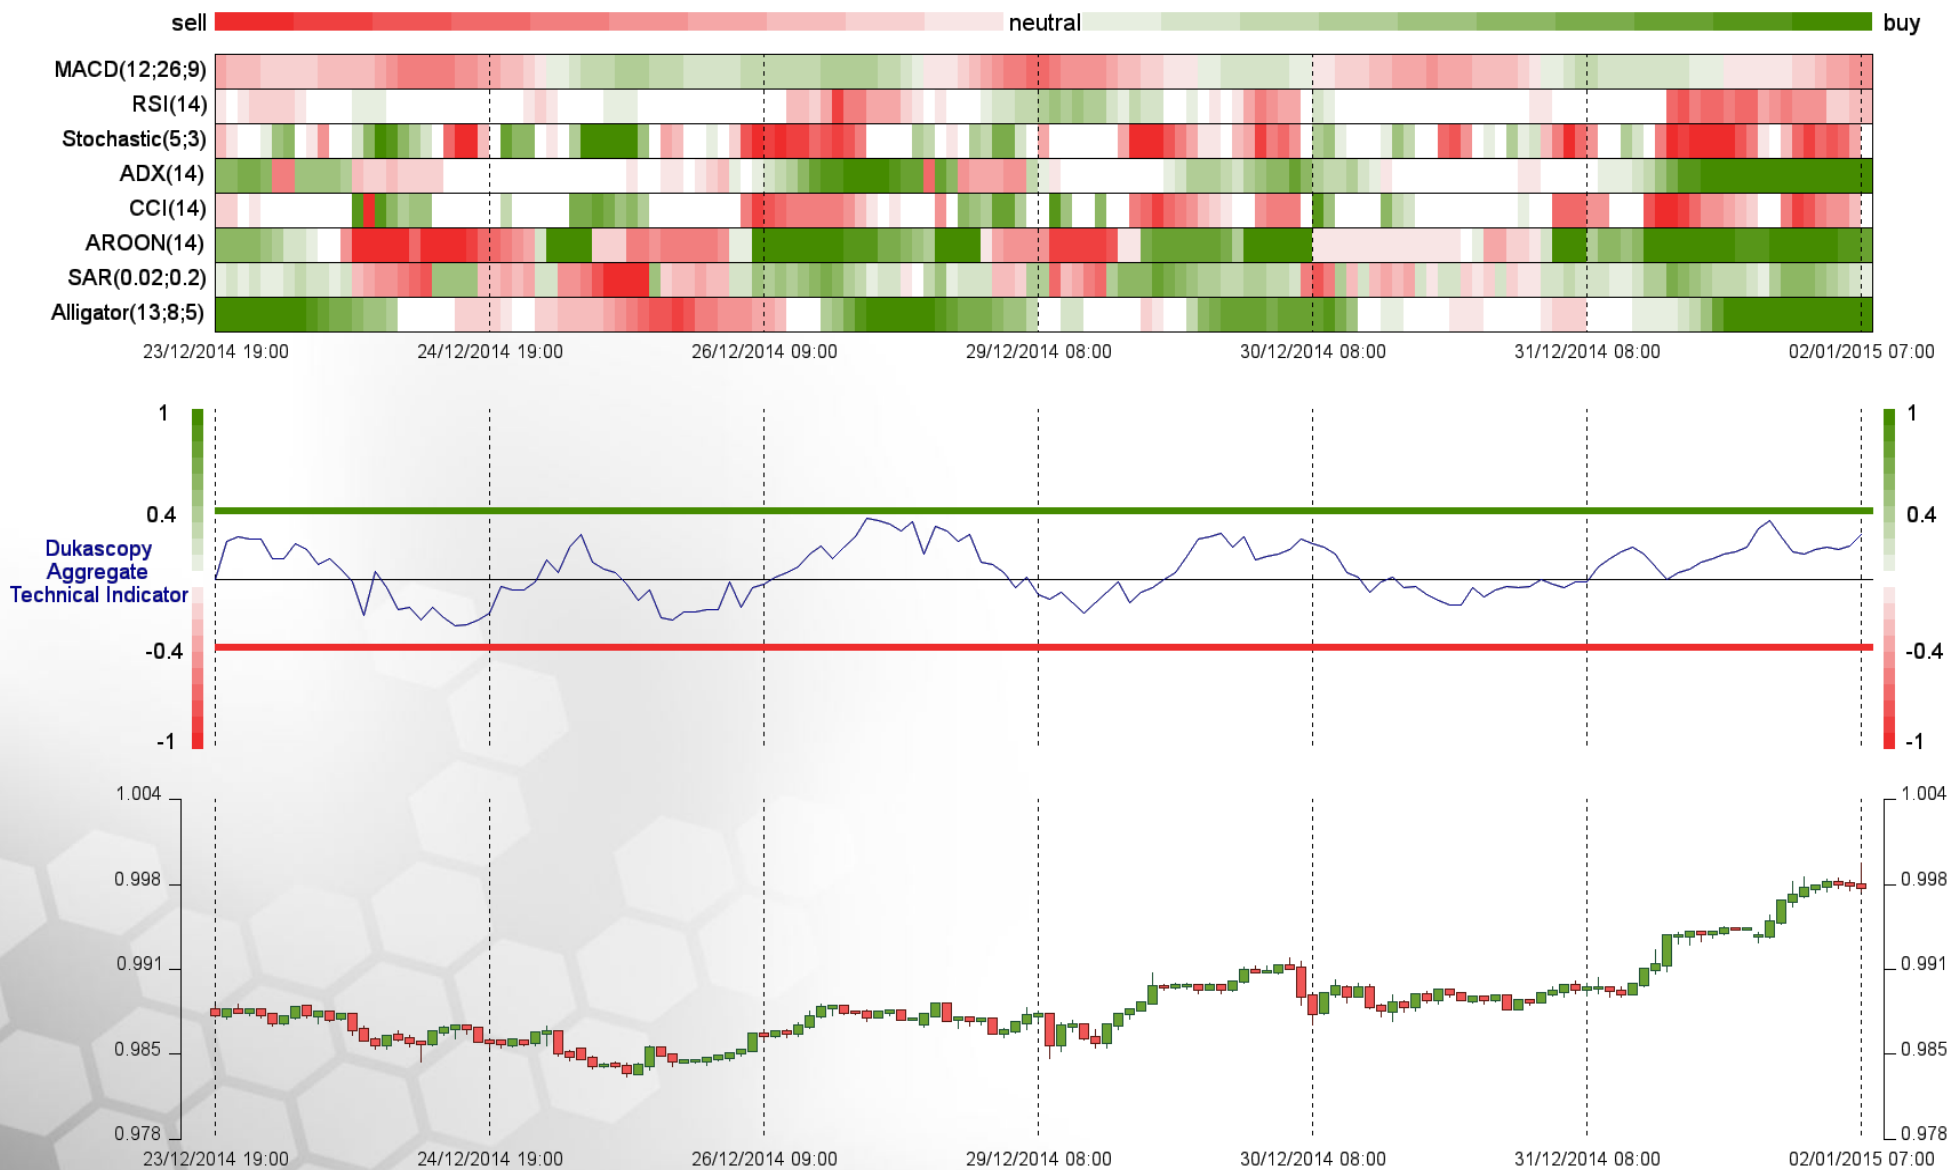 sell neutral buy
MACD(12;26;9)
RSI(14)
Stochastic(5;3)
ADX(14)
CCI(14)
AROON(14)
SAR(0.02;0.2)
Alligator(13;8;5)
23/12/2014 19:00 24/12/2014 19:00 26/12/2014 09:00 29/12/2014 08:00 30/12/2014 08:00 31/12/2014 08:00 02/01/2015 07:00
1 1
0.4 0.4
Dukascopy
Aggregate
Technical Indicator
-0.4 -0.4
-1 -1
1.004 1.004
0.998 0.998
0.991 0.991
0.985 0.985
0.978 0.978
23/12/2014 19:00 24/12/2014 19:00 26/12/2014 09:00 29/12/2014 08:00 30/12/2014 08:00 31/12/2014 08:00 02/01/2015 07:00